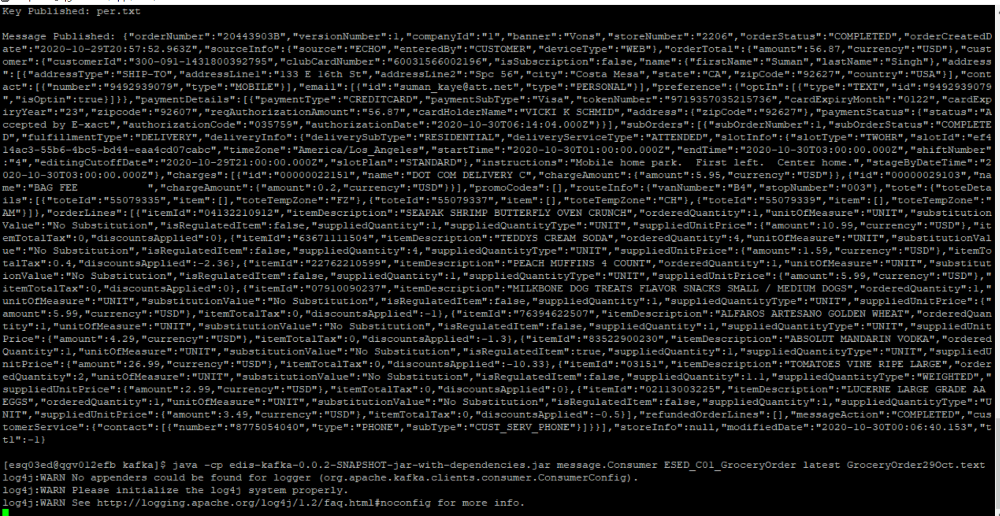 Key Published: per.txt
Message Published: {"orderNumber":"20443903B","versionNumber":1,"companyId":"1","banner":"Vons","storeNumber":"2206","orderStatus":"COMPLETED","orderCreatedD
ate":"2020-10-29T20:57:52.963Z","sourceInfo":{"source":"ECHO","enteredBy":"CUSTOMER","deviceType":"WEB"},"orderTotal":{"amount":56.87,"currency":"USD"},"cust
omer":{"customerId":"300-091-1431800392795","clubCardNumber":"60031566002196","isSubscription":false,"name":{"firstName":"Suman","lastName":"Singh"},"address
":[{"addressType":"SHIP-TO","addressLine1":"133 E 16th St","addressLine2":"Spc 56","city":"Costa Mesa","state":"CA","zipCode":"92627","country":"USA"}],"cont
act":[{"number":"9492939079","type":"MOBILE"}],"email":[{"id":"suman_kaye@att.net","type":"PERSONAL"}],"preference":{"optIn":[{"type":"TEXT","id":"9492939079
","isOptin":true}]}},"paymentDetails":[{"paymentType":"CREDITCARD","paymentSubType":"Visa","tokenNumber":"9719357035215736","cardExpiryMonth":"0122","cardExp
iryYear":"23","zipcode":"92607","reqAuthorizationAmount":"56.87","cardHolderName":"VICKI K SCHMID","address":{"zipCode":"92627"},"paymentStatus":{"status":"A
ccepted by E-xact","authorizationCode":"035759","authorizationDate":"2020-10-30T06:14:04.000Z"}}],"subOrders":[{"subOrderNumber":1,"subOrderStatus":"COMPLETE
D","fulfillmentType":"DELIVERY","deliveryInfo":{"deliverySubType":"RESIDENTIAL","deliveryServiceType":"ATTENDED","slotInfo":{"slotType":"TWOHR","slotId":"ef4
14ac3-55b6-4bc5-bd44-eaa4cd07cabc","timeZone":"America/Los_Angeles","startTime":"2020-10-30T01:00:00.000Z","endTime":"2020-10-30T03:00:00.000Z","shiftNumber"
:"4","editingCutoffDate":"2020-10-29T21:00:00.000Z","slotPlan":"STANDARD"},"instructions":"Mobile home park.  First left.  Center home.","stageByDateTime":"2
020-10-30T03:00:00.000Z"},"charges":[{"id":"00000022151","name":"DOT COM DELIVERY C","chargeAmount":{"amount":5.95,"currency":"USD"}},{"id":"00000029103","na
me":"BAG FEE           ","chargeAmount":{"amount":0.2,"currency":"USD"}}],"promoCodes":[],"routeInfo":{"vanNumber":"B4","stopNumber":"003"},"tote":{"toteDeta
ils":[{"toteId":"55079335","item":[],"toteTempZone":"FZ"},{"toteId":"55079337","item":[],"toteTempZone":"CH"},{"toteId":"55079339","item":[],"toteTempZone":"
AM"}]},"orderLines":[{"itemId":"04132210912","itemDescription":"SEAPAK SHRIMP BUTTERFLY OVEN CRUNCH","orderedQuantity":1,"unitOfMeasure":"UNIT","substitution
Value":"No Substitution","isRegulatedItem":false,"suppliedQuantity":1,"suppliedQuantityType":"UNIT","suppliedUnitPrice":{"amount":10.99,"currency":"USD"},"it
emTotalTax":0,"discountsApplied":0},{"itemId":"63671111504","itemDescription":"TEDDYS CREAM SODA","orderedQuantity":4,"unitOfMeasure":"UNIT","substitutionVal
ue":"No Substitution","isRegulatedItem":false,"suppliedQuantity":4,"suppliedQuantityType":"UNIT","suppliedUnitPrice":{"amount":1.59,"currency":"USD"},"itemTo
talTax":0.4,"discountsApplied":-2.36},{"itemId":"22762210599","itemDescription":"PEACH MUFFINS 4 COUNT","orderedQuantity":1,"unitOfMeasure":"UNIT","substitut
ionValue":"No Substitution","isRegulatedItem":false,"suppliedQuantity":1,"suppliedQuantityType":"UNIT","suppliedUnitPrice":{"amount":5.99,"currency":"USD"},"
itemTotalTax":0,"discountsApplied":0},{"itemId":"07910090237","itemDescription":"MILKBONE DOG TREATS FLAVOR SNACKS SMALL / MEDIUM DOGS","orderedQuantity":1,"
unitOfMeasure":"UNIT","substitutionValue":"No Substitution","isRegulatedItem":false,"suppliedQuantity":1,"suppliedQuantityType":"UNIT","suppliedUnitPrice":{"
amount":5.99,"currency":"USD"},"itemTotalTax":0,"discountsApplied":-1},{"itemId":"76394622507","itemDescription":"ALFAROS ARTESANO GOLDEN WHEAT","orderedQuan
tity":1,"unitOfMeasure":"UNIT","substitutionValue":"No Substitution","isRegulatedItem":false,"suppliedQuantity":1,"suppliedQuantityType":"UNIT","suppliedUnit
Price":{"amount":4.29,"currency":"USD"},"itemTotalTax":0,"discountsApplied":-1.3},{"itemId":"83522900230","itemDescription":"ABSOLUT MANDARIN VODKA","ordered
Quantity":1,"unitOfMeasure":"UNIT","substitutionValue":"No Substitution","isRegulatedItem":true,"suppliedQuantity":1,"suppliedQuantityType":"UNIT","suppliedU
nitPrice":{"amount":26.99,"currency":"USD"},"itemTotalTax":0,"discountsApplied":-10.33},{"itemId":"03151","itemDescription":"TOMATOES VINE RIPE LARGE","order
edQuantity":2,"unitOfMeasure":"UNIT","substitutionValue":"No Substitution","isRegulatedItem":false,"suppliedQuantity":1.1,"suppliedQuantityType":"WEIGHTED","
suppliedUnitPrice":{"amount":2.99,"currency":"USD"},"itemTotalTax":0,"discountsApplied":0},{"itemId":"02113003225","itemDescription":"LUCERNE LARGE GRADE AA 
EGGS","orderedQuantity":1,"unitOfMeasure":"UNIT","substitutionValue":"No Substitution","isRegulatedItem":false,"suppliedQuantity":1,"suppliedQuantityType":"U
NIT","suppliedUnitPrice":{"amount":3.49,"currency":"USD"},"itemTotalTax":0,"discountsApplied":-0.5}],"refundedOrderLines":[],"messageAction":"COMPLETED","cus
tomerService":{"contact":[{"number":"8775054040","type":"PHONE","subType":"CUST_SERV_PHONE"}]}}],"storeInfo":null,"modifiedDate":"2020-10-30T00:06:40.153","t
tl":-1}
[esq03ed@qgv012efb kafka]$ java -cp edis-kafka-0.0.2-SNAPSHOT-jar-with-dependencies.jar message.Consumer ESED_C01_GroceryOrder latest GroceryOrder29Oct.text
log4j:WARN No appenders could be found for logger (org.apache.kafka.clients.consumer.ConsumerConfig).
log4j:WARN Please initialize the log4j system properly.
log4j:WARN See http://logging.apache.org/log4j/1.2/faq.html#noconfig for more info.